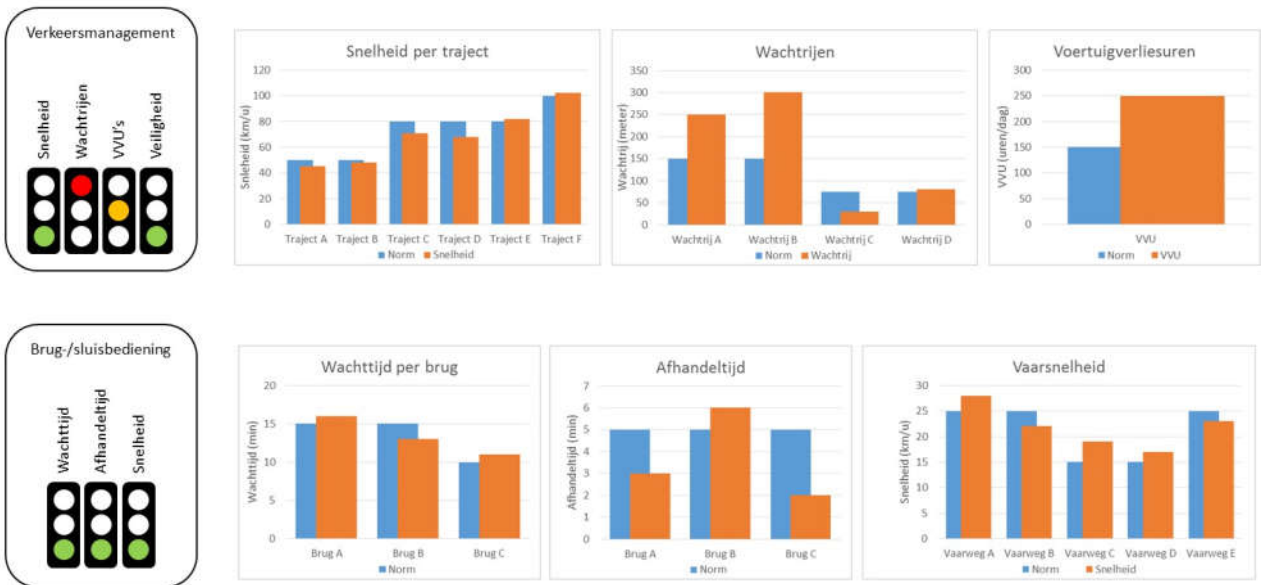 Verkeersmanagement
Snelheid
Wachtrijen
VVU's
Veiligheid
Snelheid per traject
Snleheid (km/u)
120
100
80
60
40
20
0
Traject A Traject B Traject C Traject D Traject E Traject F
Norm Snelheid
Wachtrijen
Wachtrij (meter)
350
300
250
200
150
100
50
0
Wachtrij A Wachtrij B Wachtrij C Wachtrij D
Norm Wachtrij
Voertuigverliesuren
VVU (uren/dag)
300
250
200
150
100
50
0
VVU
Norm VVU
Brug-/sluisbediening
Wachttijd
Afhandeltijd
Snelheid
Wachttijd per brug
Wachttijd (min)
20
15
10
5
0
Brug A Brug B Brug C
Norm
Afhandeltijd
Afhandeltijd (min)
7
6
5
4
3
2
1
0
Brug A Brug B Brug C
Norm
Vaarsnelheid
Snelheid (km/u)
30
25
20
15
10
5
0
Vaarweg A Vaarweg B Vaarweg C Vaarweg D Vaarweg E
Norm Snelheid